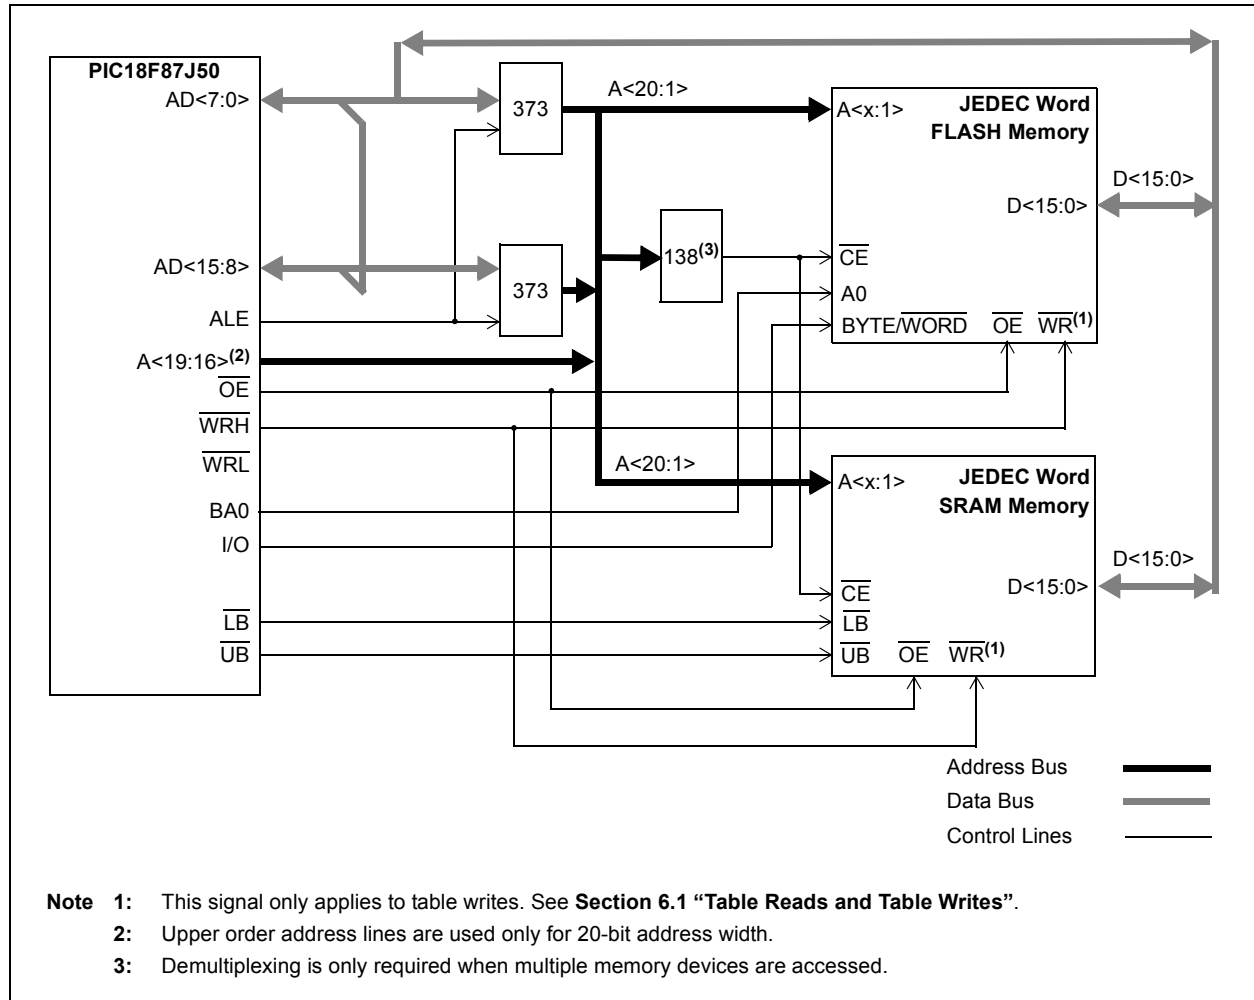 PIC18F87J50
AD<7:0>
373
A<20:1>
A<x:1>
JEDEC Word
FLASH Memory
D<15:0>
D<15:0>
138(3)
AD<15:8>
373
CE
A0
ALE
BYTE/WORD OE WR(1)
A<19:16>(2)
OE
WRH
WRL
A<20:1>
A<x:1>
JEDEC Word
SRAM Memory
BA0
I/O
D<15:0>
D<15:0>
CE
LB
LB
UB
UB OE WR(1)
Address Bus
Data Bus
Control Lines
Note 1: This signal only applies to table writes. See Section 6.1 “Table Reads and Table Writes”.
2: Upper order address lines are used only for 20-bit address width.
3: Demultiplexing is only required when multiple memory devices are accessed.